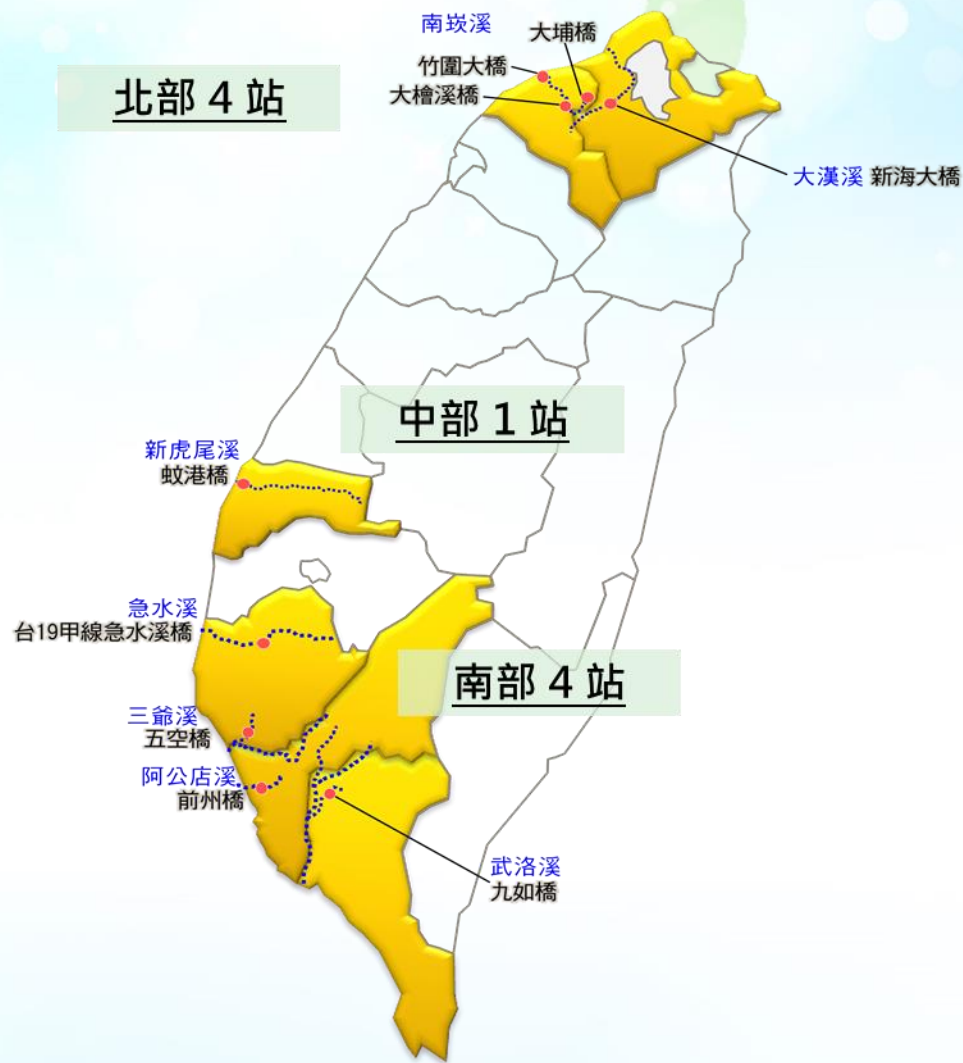 南崁溪
大埔橋
竹圍大橋
大檜溪橋
北部 4 站
大漢溪 新海大橋
中部 1 站
新虎尾溪
蚊港橋
急水溪
台19甲線急水溪橋
南部 4 站
三爺溪
五空橋
阿公店溪
前州橋
武洛溪
九如橋